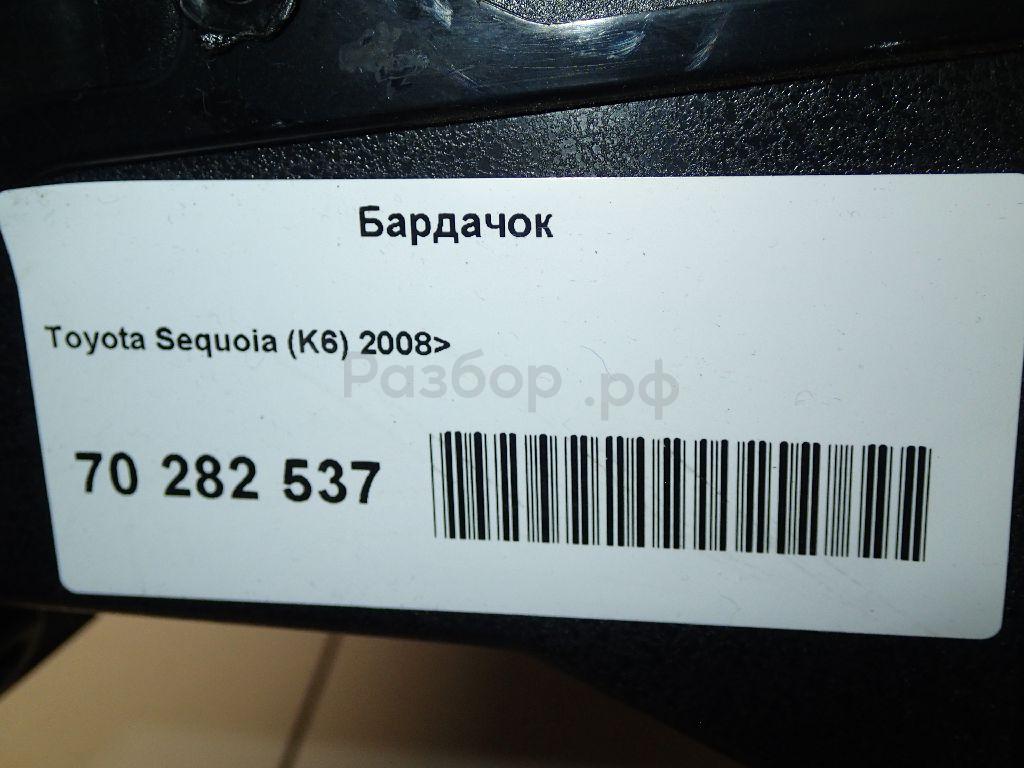 Бардачок
Toyota Sequoia (K6) 2008>
Разбор.рф
70 282 537